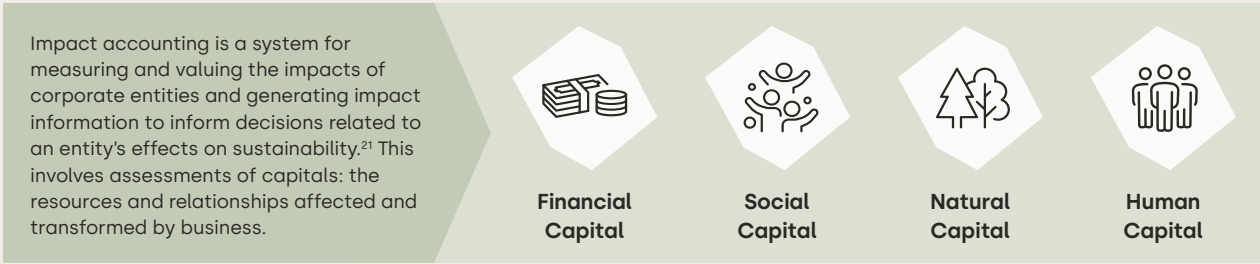 Impact accounting is a system for
measuring and valuing the impacts of
corporate entities and generating impact
information to inform decisions related to
an entity’s effects on sustainability.²¹ This
involves assessments of capitals: the
resources and relationships affected and
transformed by business.
Financial
Capital
Social
Capital
Natural
Capital
Human
Capital